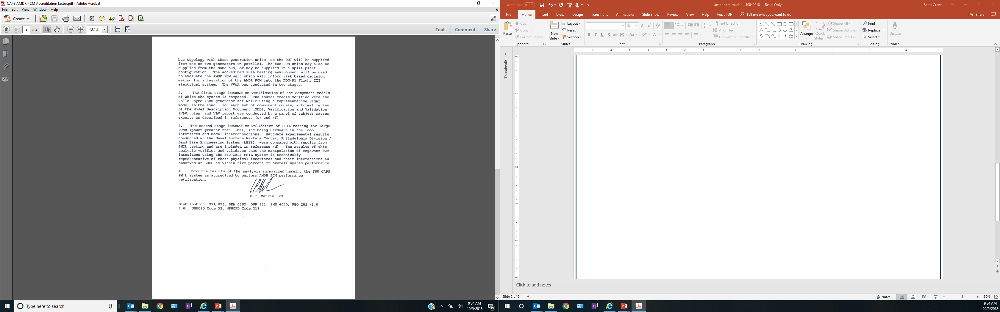 CAPS AMDR PCM Accreditation Letter.pdf - Adobe Acrobat
File Edit View Window Help
Create
2 / 2
73.1%
Tools Comment Share
bus topology with three generation units, so the DUT will be supplied
from one or two generators in parallel. The two PCM units may also be
supplied from the same bus, or may be supplied in a split plant
configuration. The accredited PHIL testing environment will be used
to evaluate the AMDR PCM unit which will inform risk based decision
making for integration of the AMDR PCM into the DDG-51 Flight III
electrical system. The VV&A was conducted in two stages.
2. The first stage focused on verification of the component models
of which the system is composed. The source models verified were the
Rolls Royce 4500 generator set while using a representative radar
model as the load. For each set of component models, a formal review
of the Model Description Document (MDD), Verification and Validation
(V&V) plan, and V&V report was conducted by a panel of subject matter
experts as described in references (e) and (f).
3. The second stage focused on validation of PHIL testing for large
PCMs (power greater than 1-MW), including Hardware in the Loop
interfaces and model interconnections. Hardware experimental results,
conducted at the Naval Surface Warfare Center, Philadelphia Division /
Land Base Engineering System (LBES), were compared with results from
PHIL testing and are included in reference (d). The results of this
analysis verifies and validates that the manipulation of megawatt PCM
interfaces using the FSU CAPS PHIL system is technically
representative of these physical interfaces and their interactions as
observed at LBES to within five percent of overall system performance.
4. From the results of the analysis summarized herein, the FSU CAPS
PHIL system is accredited to perform AMDR PCM performance
verification.
S.P. Markle, PE
Distribution: SEA 05Z, SEA 05D2, ONR 331, PMS 400D, PEO IWS (1.0,
2.0), NSWCPD Code 32, NSWCPD Code 211
Type here to search
9:34 AM
10/5/2018
19
AutoSave Off
amdr pcm markle - 10042018 - Read-Only
Scott Crews
File Home Insert Draw Design Transitions Animations Slide Show Review View Help Foxit PDF Tell me what you want to do
Share
Paste
Cut
Copy
Format Painter
Clipboard
New
Slide
Layout
Reset
Section
Slides
18
B I U S abc AV Aa A
Font
Text Direction
Align Text
Convert to SmartArt
Paragraph
Arrange
Quick
Styles
Shape Fill
Shape Outline
Shape Effects
Drawing
Find
Replace
Select
Editing
Dictate
Voice
4 3 2 1 0 1 2 3 4
Thumbnails
3
2
1
0
1
2
3
Click to add notes
Slide 2 of 2
Notes
130%
9:34 AM
10/5/2018